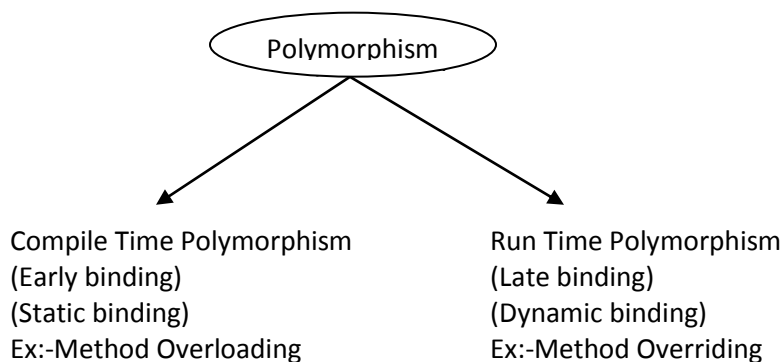 Polymorphism
Compile Time Polymorphism
(Early binding)
(Static binding)
Ex:-Method Overloading
Run Time Polymorphism
(Late binding)
(Dynamic binding)
Ex:-Method Overriding